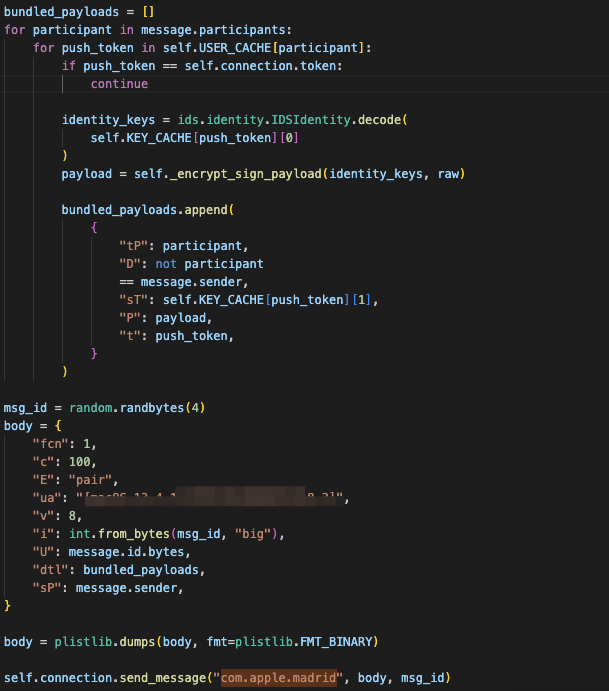 bundled_payloads = []
for participant in message.participants:
    for push_token in self.USER_CACHE[participant]:
        if push_token == self.connection.token:
            continue

        identity_keys = ids.identity.IDSIdentity.decode(
            self.KEY_CACHE[push_token][0]
        )
        payload = self._encrypt_sign_payload(identity_keys, raw)

        bundled_payloads.append(
            {
                "tP": participant,
                "D": not participant
                == message.sender,
                "sT": self.KEY_CACHE[push_token][1],
                "P": payload,
                "t": push_token,
            }
        )

msg_id = random.randbytes(4)
body = {
    "fcn": 1,
    "c": 100,
    "E": "pair",
    "ua": "[macOS,13.4.1 8.3]",
    "v": 8,
    "i": int.from_bytes(msg_id, "big"),
    "U": message.id.bytes,
    "dtl": bundled_payloads,
    "sP": message.sender,
}

body = plistlib.dumps(body, fmt=plistlib.FMT_BINARY)

self.connection.send_message("com.apple.madrid", body, msg_id)